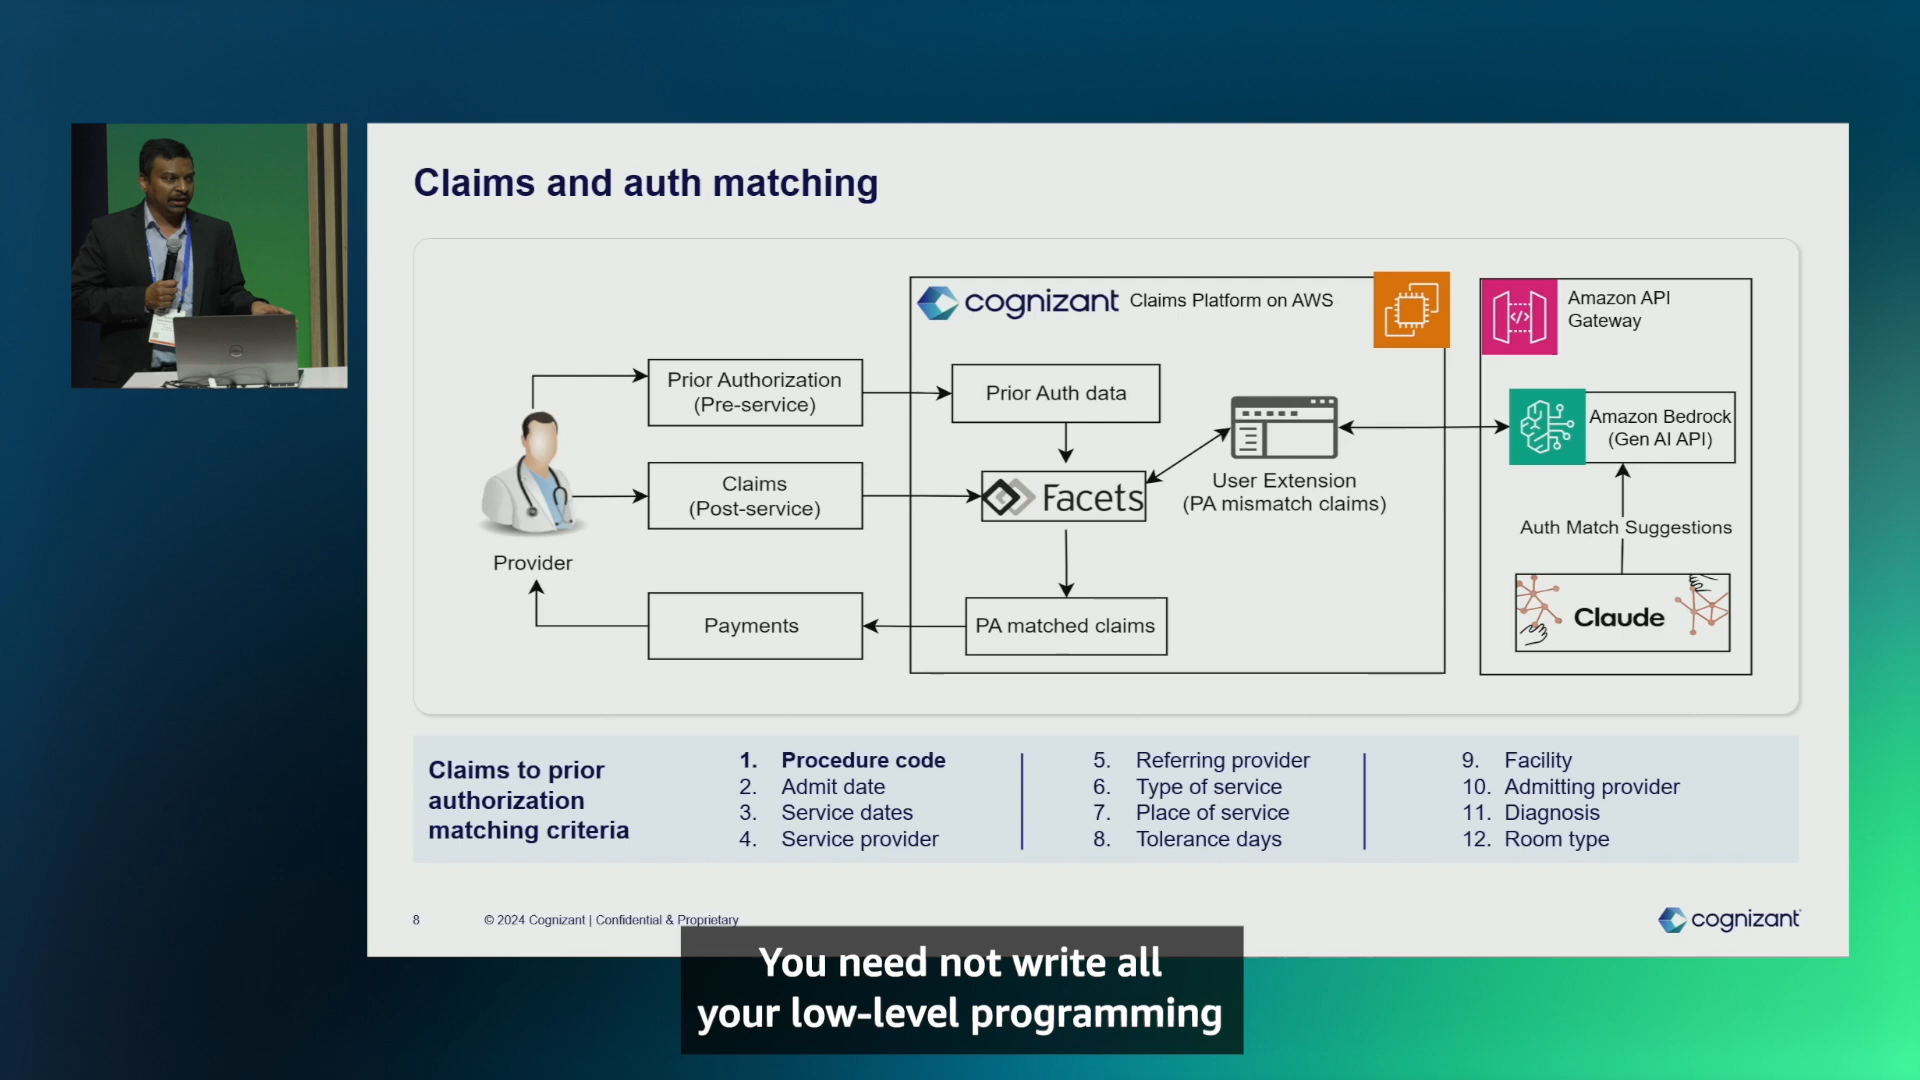 Claims and auth matching
cognizant Claims Platform on AWS
Amazon API
Gateway
Prior Authorization
(Pre-service)
Prior Auth data
Amazon Bedrock
(Gen AI API)
Claims
(Post-service)
Facets
User Extension
(PA mismatch claims)
Auth Match Suggestions
Provider
Payments
PA matched claims
Claude
Claims to prior
authorization
matching criteria
1. Procedure code
2. Admit date
3. Service dates
4. Service provider
5. Referring provider
6. Type of service
7. Place of service
8. Tolerance days
9. Facility
10. Admitting provider
11. Diagnosis
12. Room type
8 © 2024 Cognizant | Confidential & Proprietary
cognizant
You need not write all
your low-level programming